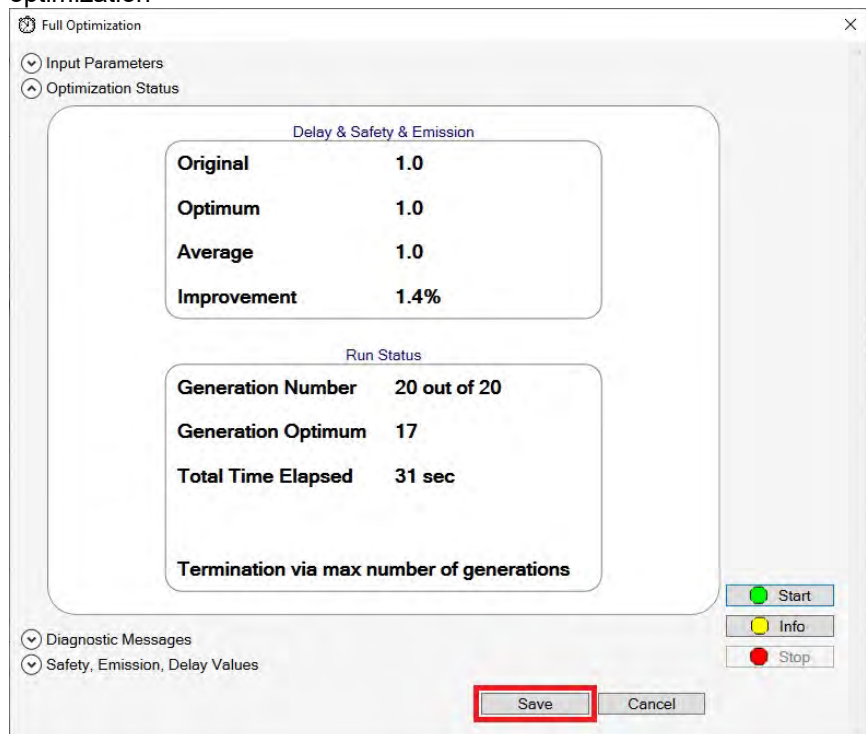 optimization
Full Optimization
Input Parameters
Optimization Status
Delay & Safety & Emission
Original 1.0
Optimum 1.0
Average 1.0
Improvement 1.4%
Run Status
Generation Number 20 out of 20
Generation Optimum 17
Total Time Elapsed 31 sec
Termination via max number of generations
Start
Info
Stop
Diagnostic Messages
Safety, Emission, Delay Values
Save Cancel